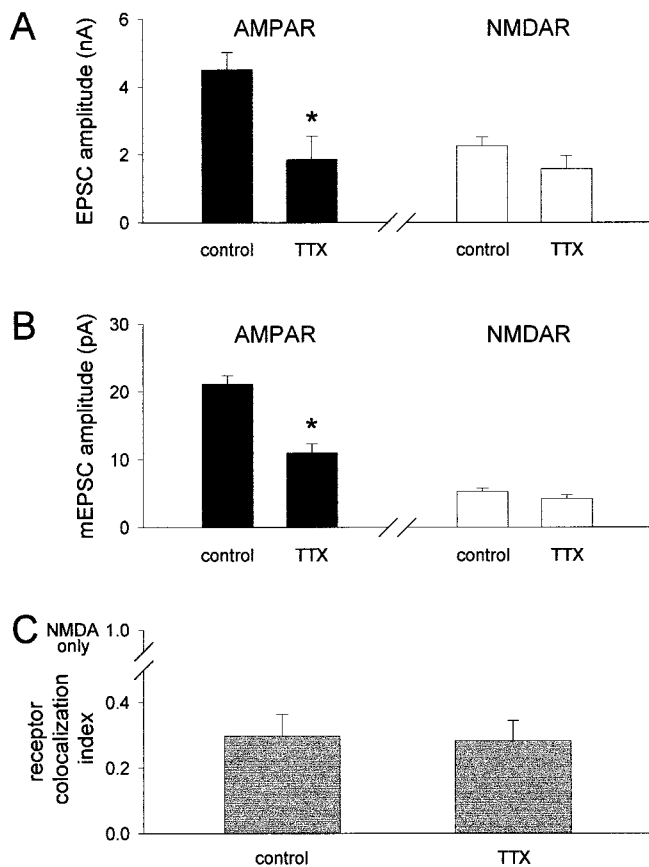 A
AMPAR
NMDAR
EPSC amplitude (nA)
6
4
2
0
*
control
TTX
control
TTX
B
AMPAR
NMDAR
mEPSC amplitude (pA)
30
20
10
0
*
control
TTX
control
TTX
C
NMDA
only
1.0
receptor
colocalization
index
0.4
0.2
0.0
control
TTX